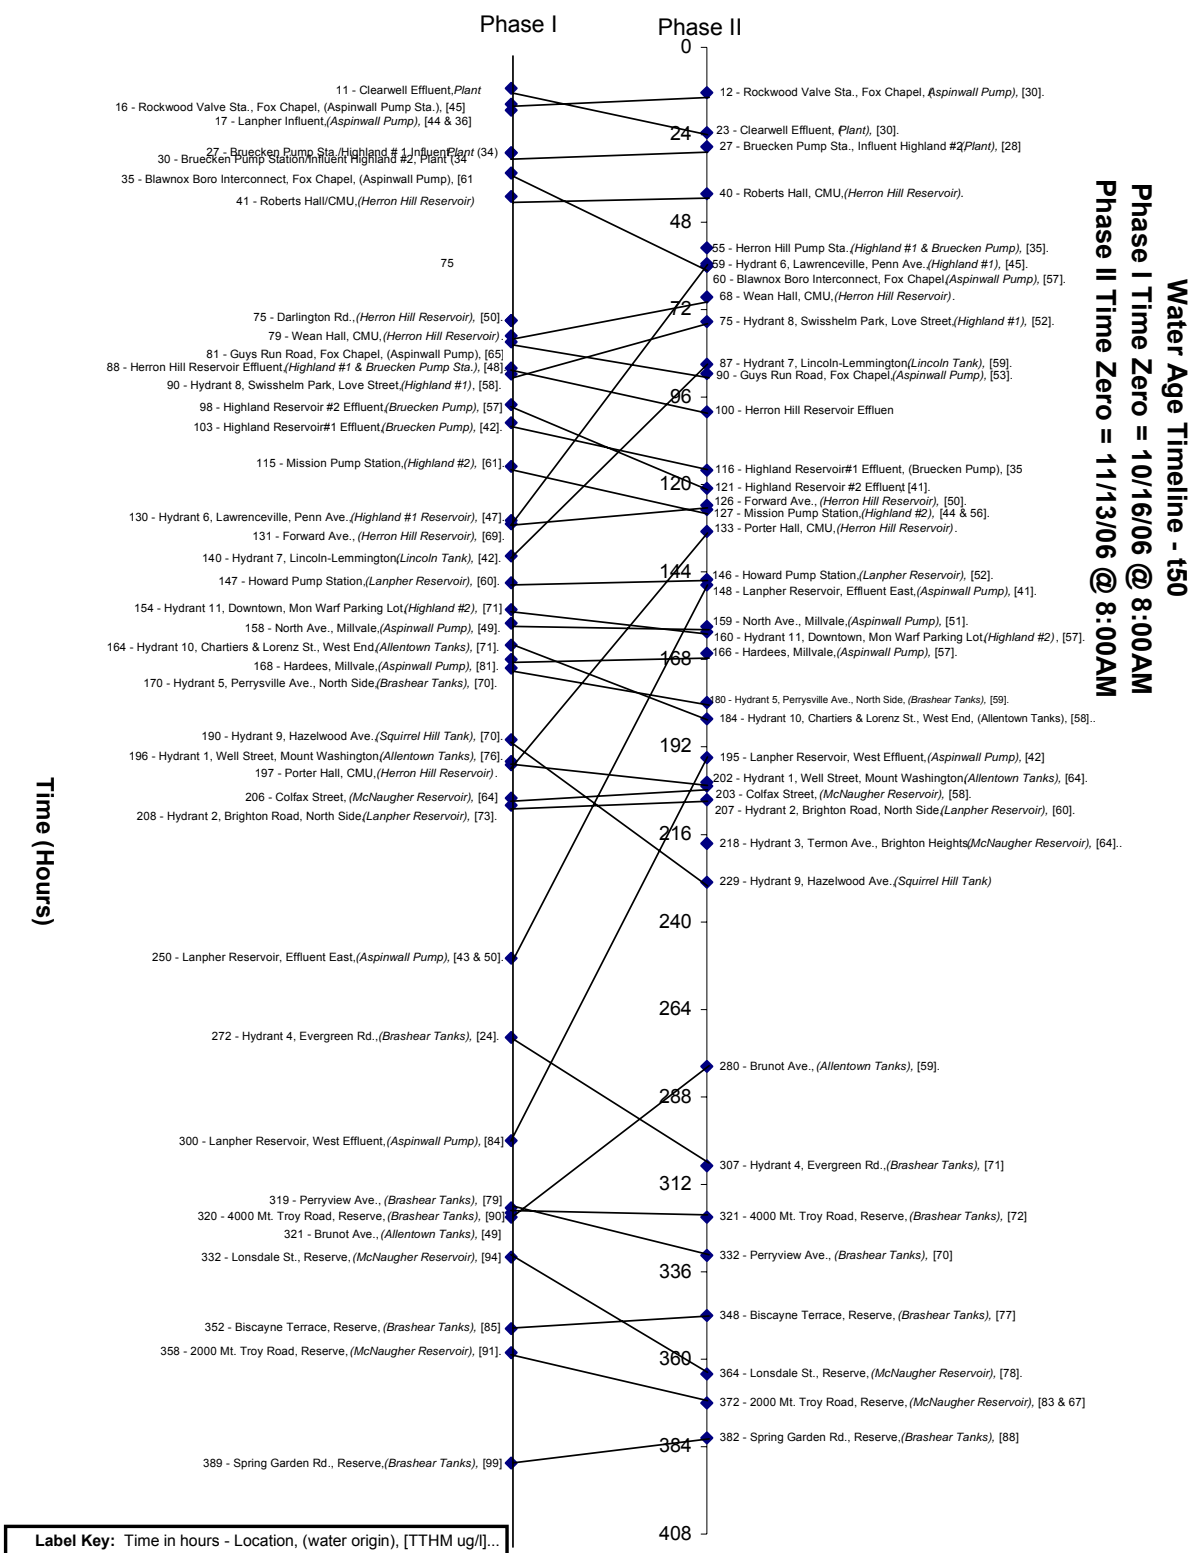 Phase I
Phase II
Water Age Timeline - t50
Phase I Time Zero = 10/16/06 @ 8:00AM
Phase II Time Zero = 11/13/06 @ 8:00AM
Time (Hours)
11 - Clearwell Effluent,Plant
16 - Rockwood Valve Sta., Fox Chapel, (Aspinwall Pump Sta.), [45]
17 - Lanpher Influent,(Aspinwall Pump), [44 & 36]
27 - Bruecken Pump Sta./Highland # 1 Influent Plant (34)
30 - Bruecken Pump Station/Influent Highland #2, Plant (34
35 - Blawnox Boro Interconnect, Fox Chapel, (Aspinwall Pump), [61
41 - Roberts Hall/CMU,(Herron Hill Reservoir)
75
75 - Darlington Rd.,(Herron Hill Reservoir), [50].
79 - Wean Hall, CMU,(Herron Hill Reservoir).
81 - Guys Run Road, Fox Chapel, (Aspinwall Pump), [65]
88 - Herron Hill Reservoir Effluent,(Highland #1 & Bruecken Pump Sta.), [48]
90 - Hydrant 8, Swisshelm Park, Love Street,(Highland #1), [58].
98 - Highland Reservoir #2 Effluent,(Bruecken Pump), [57]
103 - Highland Reservoir#1 Effluent,(Bruecken Pump), [42].
115 - Mission Pump Station,(Highland #2), [61].
130 - Hydrant 6, Lawrenceville, Penn Ave.,(Highland #1 Reservoir), [47].
131 - Forward Ave., (Herron Hill Reservoir), [69].
140 - Hydrant 7, Lincoln-Lemmington(Lincoln Tank), [42].
147 - Howard Pump Station,(Lanpher Reservoir), [60].
154 - Hydrant 11, Downtown, Mon Warf Parking Lot,(Highland #2), [71]
158 - North Ave., Millvale,(Aspinwall Pump), [49].
164 - Hydrant 10, Chartiers & Lorenz St., West End,(Allentown Tanks), [71].
168 - Hardees, Millvale,(Aspinwall Pump), [81].
170 - Hydrant 5, Perrysville Ave., North Side,(Brashear Tanks), [70].
190 - Hydrant 9, Hazelwood Ave.,(Squirrel Hill Tank), [70].
196 - Hydrant 1, Well Street, Mount Washington,(Allentown Tanks), [76].
197 - Porter Hall, CMU,(Herron Hill Reservoir).
206 - Colfax Street, (McNaugher Reservoir), [64]
208 - Hydrant 2, Brighton Road, North Side,(Lanpher Reservoir), [73].
250 - Lanpher Reservoir, Effluent East,(Aspinwall Pump), [43 & 50].
272 - Hydrant 4, Evergreen Rd.,(Brashear Tanks), [24].
300 - Lanpher Reservoir, West Effluent,(Aspinwall Pump), [84]
319 - Perryview Ave., (Brashear Tanks), [79]
320 - 4000 Mt. Troy Road, Reserve,(Brashear Tanks), [90]
321 - Brunot Ave., (Allentown Tanks), [49]
332 - Lonsdale St., Reserve, (McNaugher Reservoir), [94]
352 - Biscayne Terrace, Reserve, (Brashear Tanks), [85]
358 - 2000 Mt. Troy Road, Reserve, (McNaugher Reservoir), [91].
389 - Spring Garden Rd., Reserve,(Brashear Tanks), [99]
0
24
48
72
96
120
144
168
192
216
240
264
288
312
336
360
384
408
12 - Rockwood Valve Sta., Fox Chapel, (Aspinwall Pump), [30].
23 - Clearwell Effluent, (Plant), [30].
27 - Bruecken Pump Sta., Influent Highland #2(Plant), [28]
40 - Roberts Hall, CMU,(Herron Hill Reservoir).
55 - Herron Hill Pump Sta.,(Highland #1 & Bruecken Pump), [35].
59 - Hydrant 6, Lawrenceville, Penn Ave.,(Highland #1), [45].
60 - Blawnox Boro Interconnect, Fox Chapel,(Aspinwall Pump), [57].
68 - Wean Hall, CMU,(Herron Hill Reservoir).
75 - Hydrant 8, Swisshelm Park, Love Street,(Highland #1), [52].
87 - Hydrant 7, Lincoln-Lemmington,(Lincoln Tank), [59].
90 - Guys Run Road, Fox Chapel,(Aspinwall Pump), [53].
100 - Herron Hill Reservoir Effluen
116 - Highland Reservoir#1 Effluent, (Bruecken Pump), [35
121 - Highland Reservoir #2 Effluent, [41].
126 - Forward Ave., (Herron Hill Reservoir), [50].
127 - Mission Pump Station,(Highland #2), [44 & 56].
133 - Porter Hall, CMU,(Herron Hill Reservoir).
146 - Howard Pump Station,(Lanpher Reservoir), [52].
148 - Lanpher Reservoir, Effluent East,(Aspinwall Pump), [41].
159 - North Ave., Millvale,(Aspinwall Pump), [51].
160 - Hydrant 11, Downtown, Mon Warf Parking Lot,(Highland #2), [57].
166 - Hardees, Millvale,(Aspinwall Pump), [57].
180 - Hydrant 5, Perrysville Ave., North Side, (Brashear Tanks), [59].
184 - Hydrant 10, Chartiers & Lorenz St., West End, (Allentown Tanks), [58]..
195 - Lanpher Reservoir, West Effluent,(Aspinwall Pump), [42]
202 - Hydrant 1, Well Street, Mount Washington,(Allentown Tanks), [64].
203 - Colfax Street, (McNaugher Reservoir), [58].
207 - Hydrant 2, Brighton Road, North Side,(Lanpher Reservoir), [60].
218 - Hydrant 3, Termon Ave., Brighton Heights(McNaugher Reservoir), [64]..
229 - Hydrant 9, Hazelwood Ave.,(Squirrel Hill Tank)
280 - Brunot Ave., (Allentown Tanks), [59].
307 - Hydrant 4, Evergreen Rd.,(Brashear Tanks), [71]
321 - 4000 Mt. Troy Road, Reserve,(Brashear Tanks), [72]
332 - Perryview Ave., (Brashear Tanks), [70]
348 - Biscayne Terrace, Reserve, (Brashear Tanks), [77]
364 - Lonsdale St., Reserve, (McNaugher Reservoir), [78].
372 - 2000 Mt. Troy Road, Reserve, (McNaugher Reservoir), [83 & 67]
382 - Spring Garden Rd., Reserve,(Brashear Tanks), [88]
Label Key: Time in hours - Location, (water origin), [TTHM ug/l]...